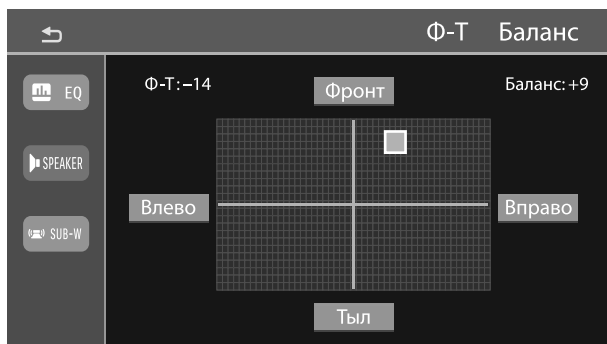 Ф-Т Баланс
EQ
Ф-Т:–14
Фронт
Баланс:+9
SPEAKER
Влево
Вправо
SUB-W
Тыл